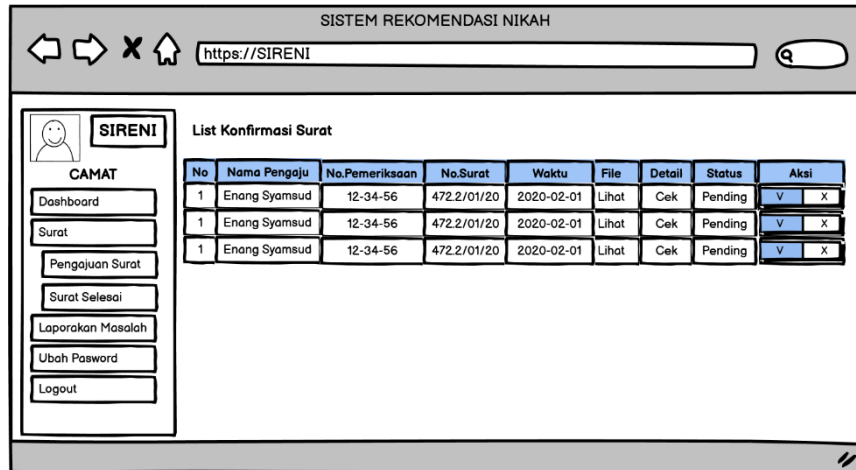 SISTEM REKOMENDASI NIKAH
https://SIRENI
SIRENI
CAMAT
Dashboard
Surat
Pengajuan Surat
Surat Selesai
Laporakan Masalah
Ubah Pasword
Logout
List Konfirmasi Surat
No Nama Pengaju No.Pemeriksaan No.Surat Waktu File Detail Status Aksi
1 Enang Syamsud 12-34-56 472.2/01/20 2020-02-01 Lihat Cek Pending V X
1 Enang Syamsud 12-34-56 472.2/01/20 2020-02-01 Lihat Cek Pending V X
1 Enang Syamsud 12-34-56 472.2/01/20 2020-02-01 Lihat Cek Pending V X